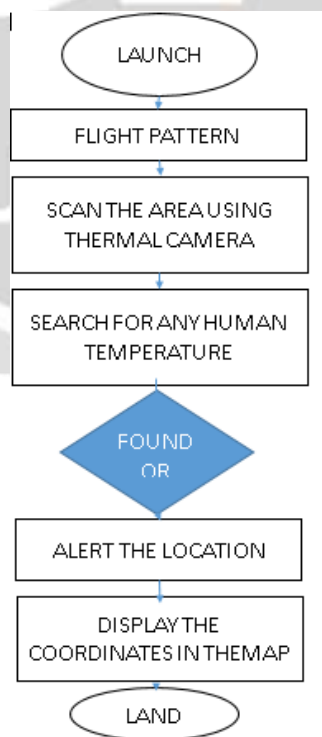 LAUNCH
FLIGHT PATTERN
SCAN THE AREA USING
THERMAL CAMERA
SEARCH FOR ANY HUMAN
TEMPERATURE
FOUND
OR
ALERT THE LOCATION
DISPLAY THE
COORDINATES IN THEMAP
LAND